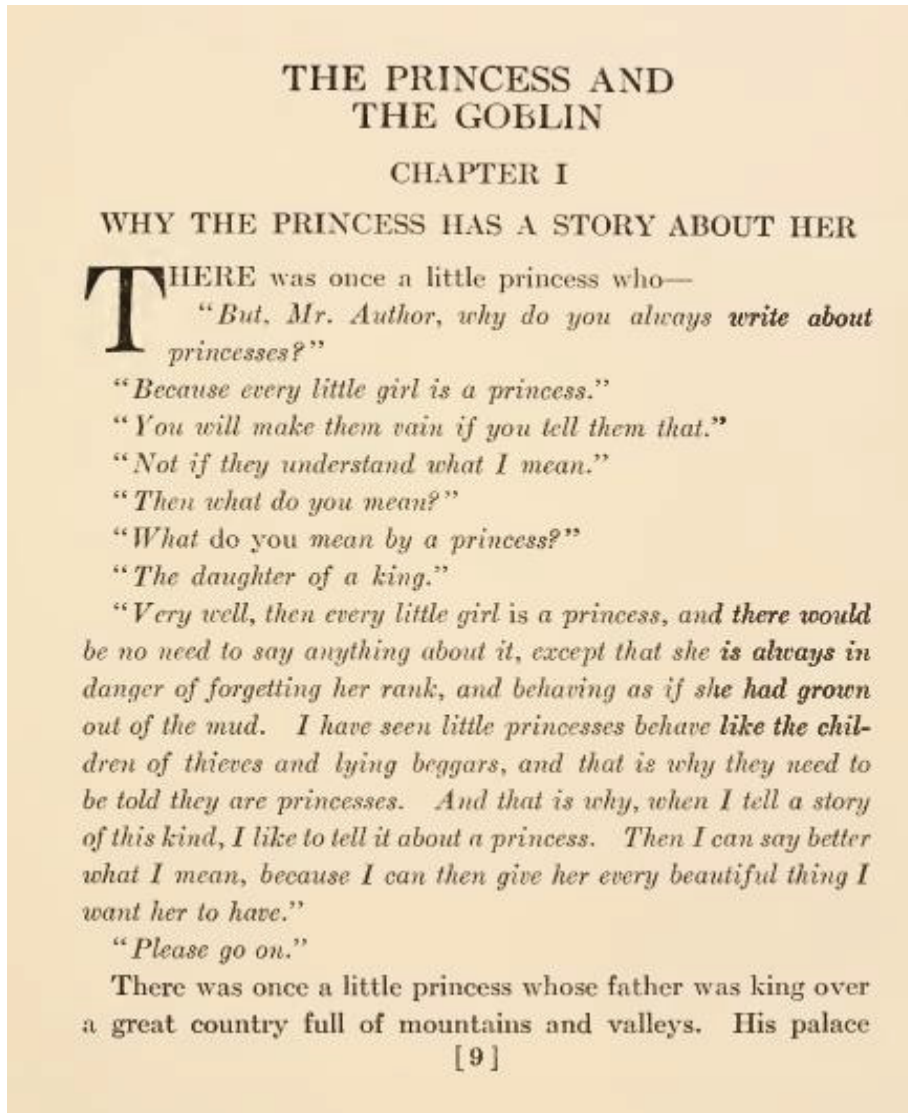 THE PRINCESS AND
THE GOBLIN
CHAPTER I
WHY THE PRINCESS HAS A STORY ABOUT HER
THERE was once a little princess who—
“But, Mr. Author, why do you always write about
princesses?”
“Because every little girl is a princess.”
“You will make them vain if you tell them that.”
“Not if they understand what I mean.”
“Then what do you mean?”
“What do you mean by a princess?”
“The daughter of a king.”
“Very well, then every little girl is a princess, and there would
be no need to say anything about it, except that she is always in
danger of forgetting her rank, and behaving as if she had grown
out of the mud. I have seen little princesses behave like the chil-
dren of thieves and lying beggars, and that is why they need to
be told they are princesses. And that is why, when I tell a story
of this kind, I like to tell it about a princess. Then I can say better
what I mean, because I can then give her every beautiful thing I
want her to have.”
“Please go on.”
There was once a little princess whose father was king over
a great country full of mountains and valleys. His palace
[9]